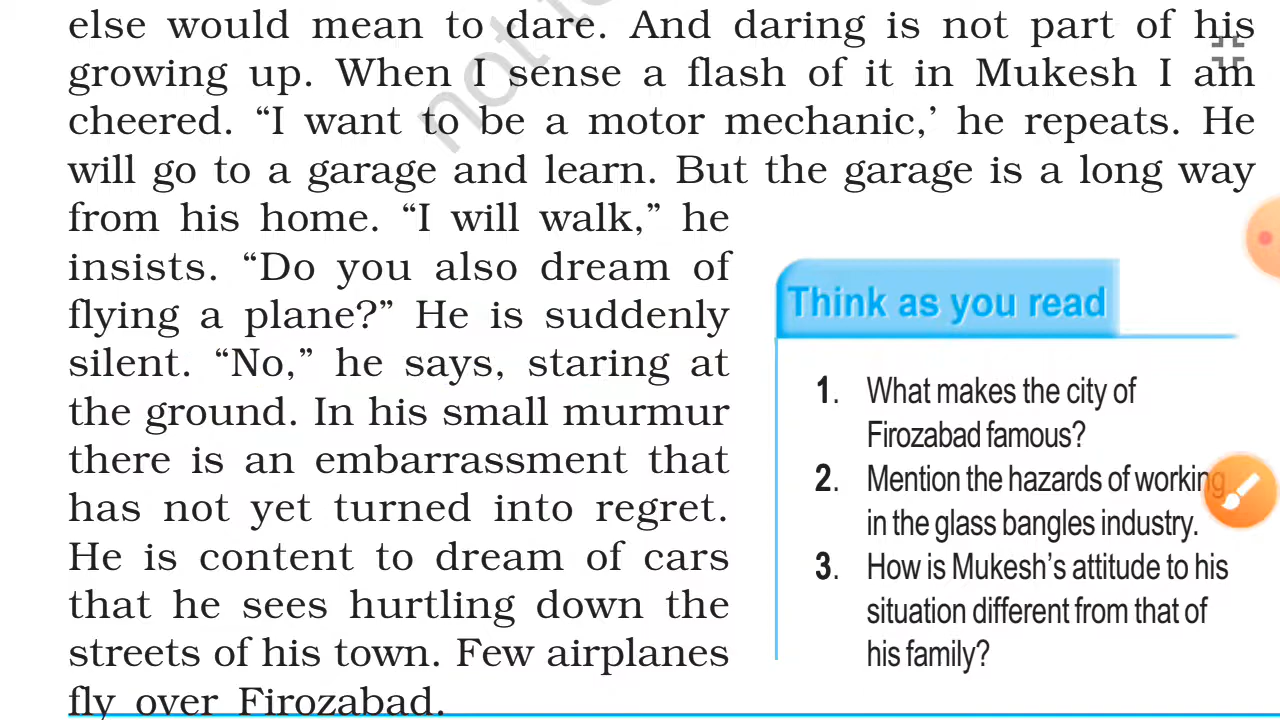 else would mean to dare. And daring is not part of his
growing up. When I sense a flash of it in Mukesh I am
cheered. “I want to be a motor mechanic,’ he repeats. He
will go to a garage and learn. But the garage is a long way
from his home. “I will walk,” he
insists. “Do you also dream of
flying a plane?” He is suddenly
silent. “No,” he says, staring at
the ground. In his small murmur
there is an embarrassment that
has not yet turned into regret.
He is content to dream of cars
that he sees hurtling down the
streets of his town. Few airplanes
fly over Firozabad.
Think as you read
1. What makes the city of
Firozabad famous?
2. Mention the hazards of working
in the glass bangles industry.
3. How is Mukesh’s attitude to his
situation different from that of
his family?
not to